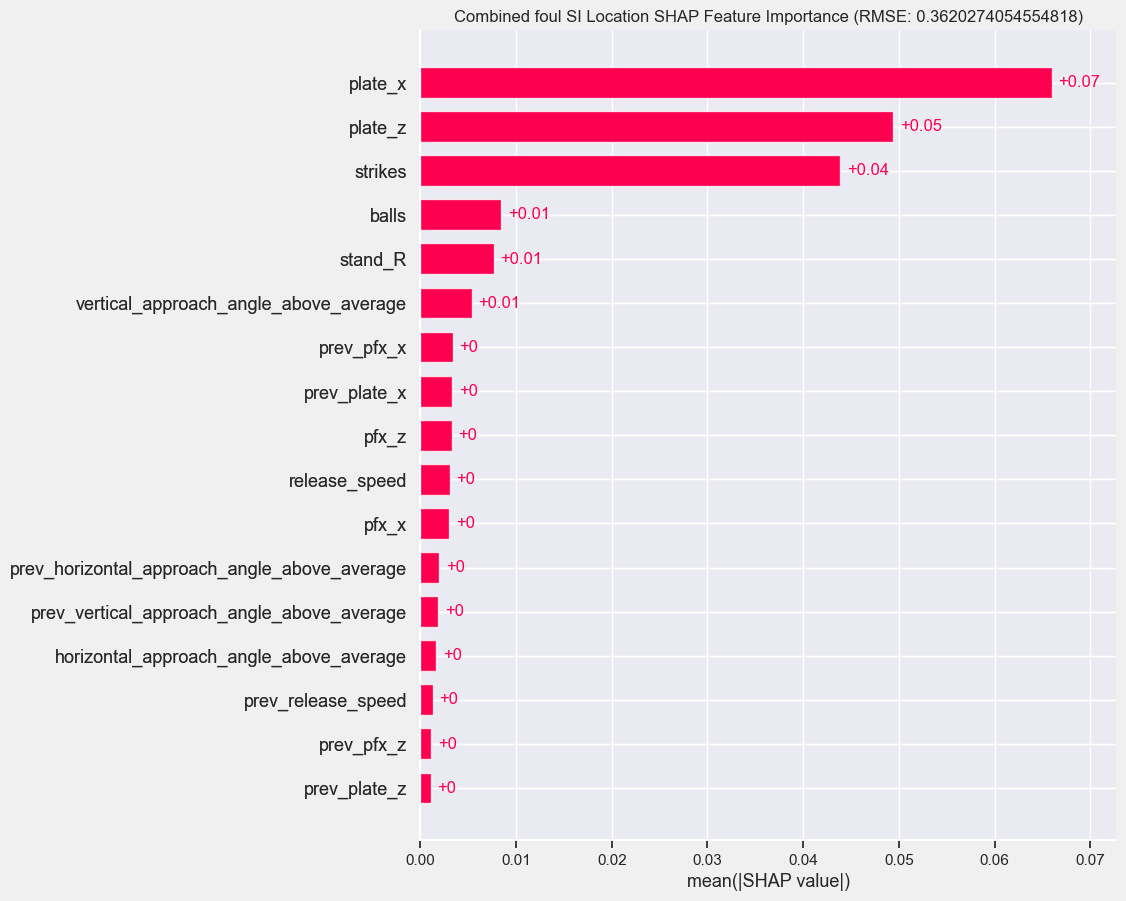 Combined foul SI Location SHAP Feature Importance (RMSE: 0.3620274054554818)
plate_x +0.07
plate_z +0.05
strikes +0.04
balls +0.01
stand_R +0.01
vertical_approach_angle_above_average +0.01
prev_pfx_x +0
prev_plate_x +0
pfx_z +0
release_speed +0
pfx_x +0
prev_horizontal_approach_angle_above_average +0
prev_vertical_approach_angle_above_average +0
horizontal_approach_angle_above_average +0
prev_release_speed +0
prev_pfx_z +0
prev_plate_z +0
0.00 0.01 0.02 0.03 0.04 0.05 0.06 0.07
mean(|SHAP value|)